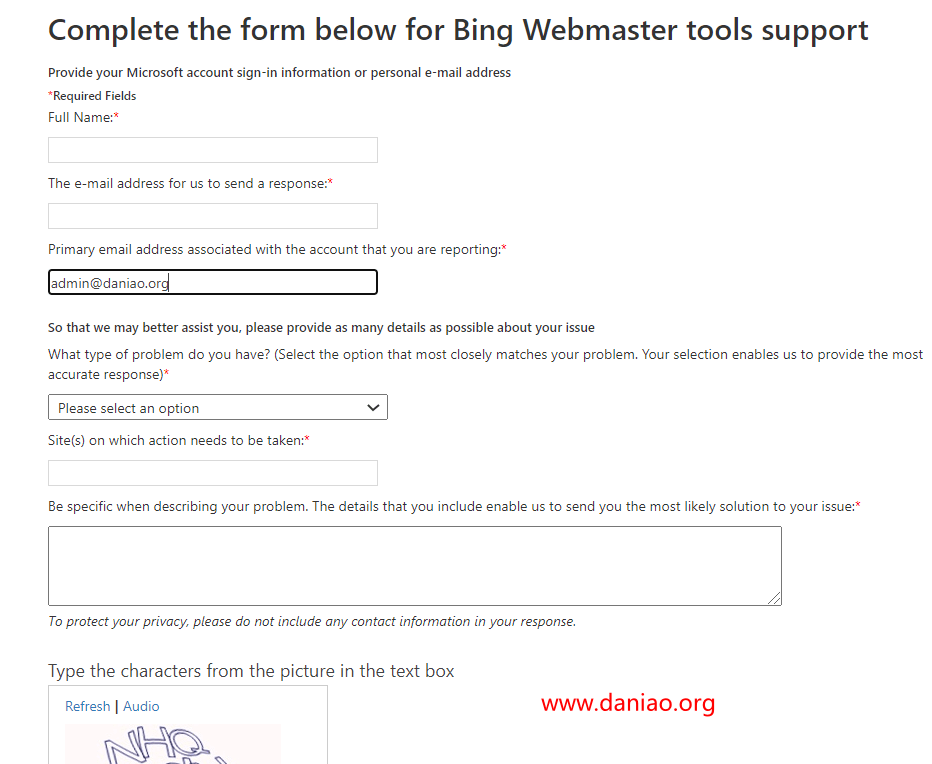 Complete the form below for Bing Webmaster tools support
Provide your Microsoft account sign-in information or personal e-mail address
*Required Fields
Full Name:*
The e-mail address for us to send a response:*
Primary email address associated with the account that you are reporting:*
admin@daniao.org
So that we may better assist you, please provide as many details as possible about your issue
What type of problem do you have? (Select the option that most closely matches your problem. Your selection enables us to provide the most
accurate response)*
Please select an option
Site(s) on which action needs to be taken:*
Be specific when describing your problem. The details that you include enable us to send you the most likely solution to your issue:*
To protect your privacy, please do not include any contact information in your response.
Type the characters from the picture in the text box
Refresh | Audio
www.daniao.org